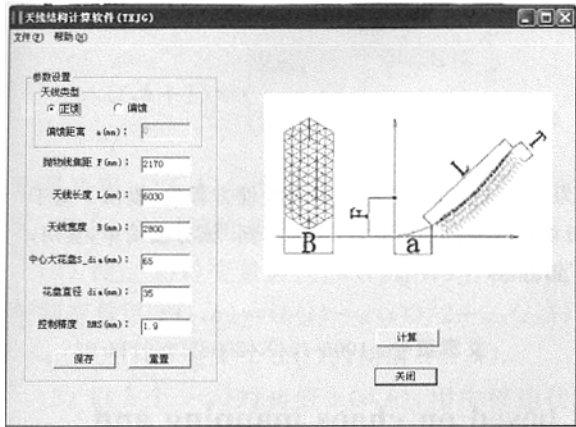 天线结构计算软件(TXJG)
文件(F) 帮助(H)
参数设置
天线类型
正馈 偏馈
偏馈距离 a(mm): 0
抛物线焦距 F(mm): 2170
天线长度 L(mm): 6030
天线宽度 B(mm): 2800
中心大花盘S_dia(mm): 65
花盘直径 dia(mm): 35
控制精度 RMS(mm): 1.9
保存 重置
L
T
F
B
a
计算
关闭